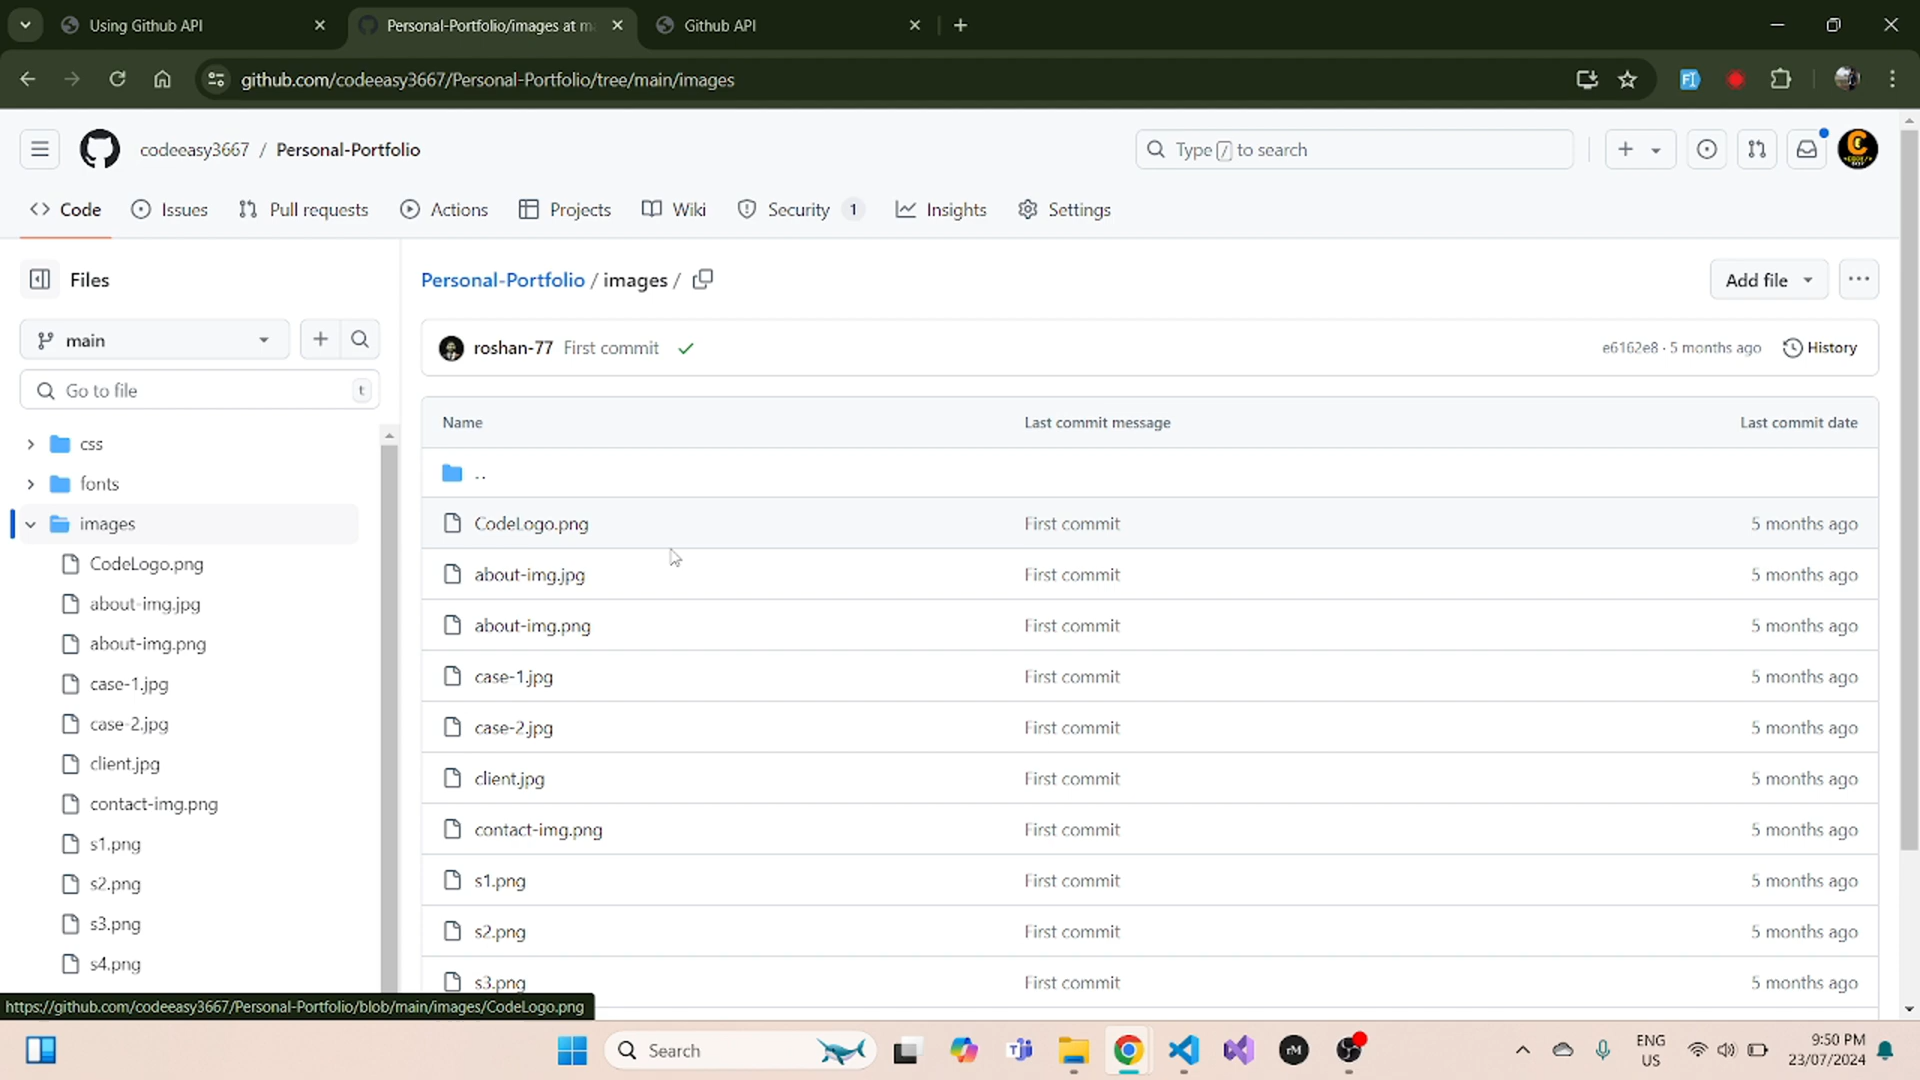 Using Github API
Personal-Portfolio/images at m
Github API
github.com/codeeasy3667/Personal-Portfolio/tree/main/images
codeeasy3667 / Personal-Portfolio
Type / to search
Code
Issues
Pull requests
Actions
Projects
Wiki
Security 1
Insights
Settings
Files
Personal-Portfolio / images /
Add file
main
roshan-77 First commit
e6162e8 · 5 months ago
History
Go to file
t
Name
Last commit message
Last commit date
css
fonts
images
CodeLogo.png
about-img.jpg
about-img.png
case-1.jpg
case-2.jpg
client.jpg
contact-img.png
s1.png
s2.png
s3.png
s4.png
..
CodeLogo.png First commit 5 months ago
about-img.jpg First commit 5 months ago
about-img.png First commit 5 months ago
case-1.jpg First commit 5 months ago
case-2.jpg First commit 5 months ago
client.jpg First commit 5 months ago
contact-img.png First commit 5 months ago
s1.png First commit 5 months ago
s2.png First commit 5 months ago
s3.png First commit 5 months ago
https://github.com/codeeasy3667/Personal-Portfolio/blob/main/images/CodeLogo.png
Search
rM
ENG
US
9:50 PM
23/07/2024